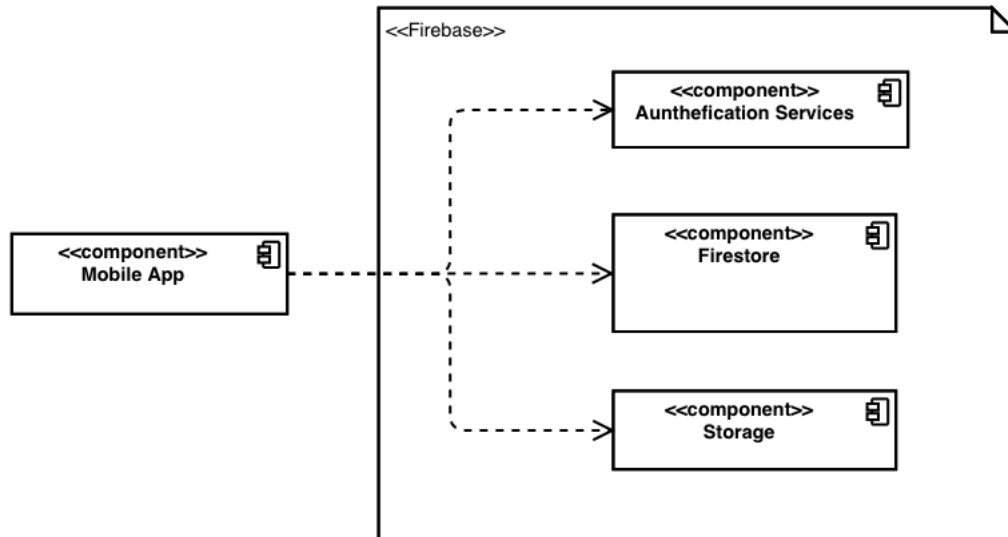 <<Firebase>>
<<component>>
Aunthefication Services
<<component>>
Mobile App
<<component>>
Firestore
<<component>>
Storage